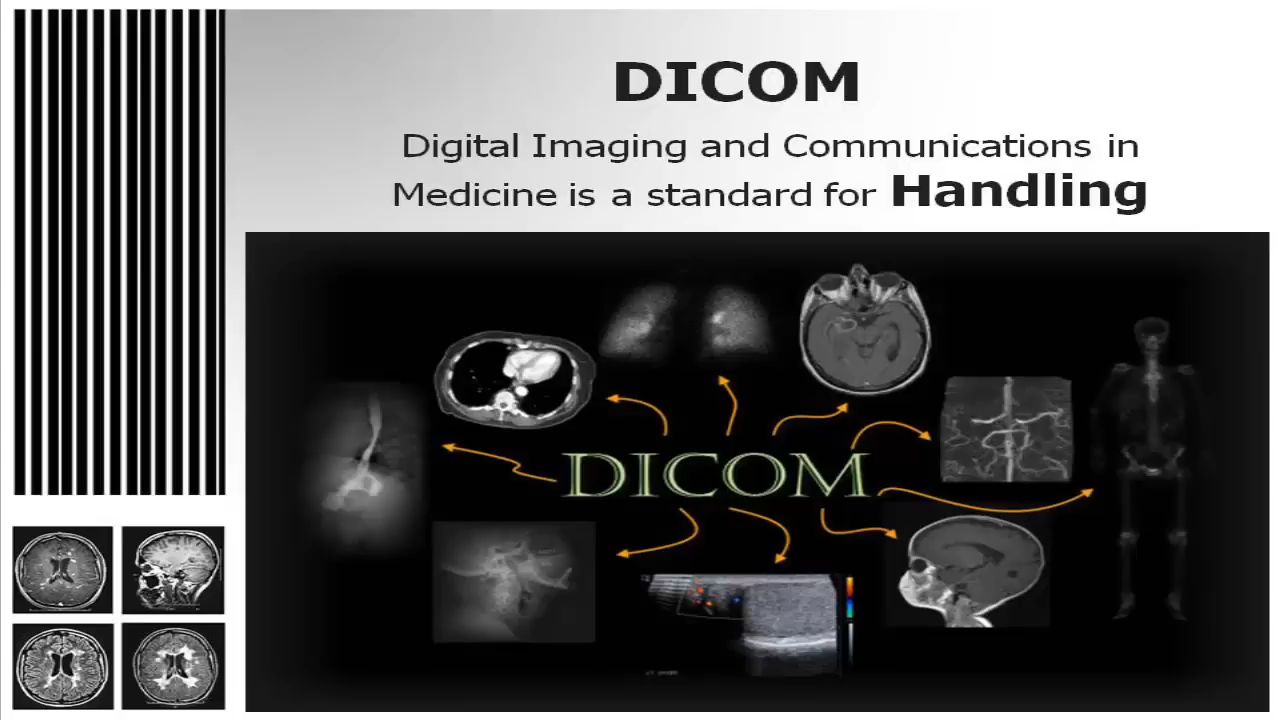 DICOM
Digital Imaging and Communications in
Medicine is a standard for Handling
DICOM